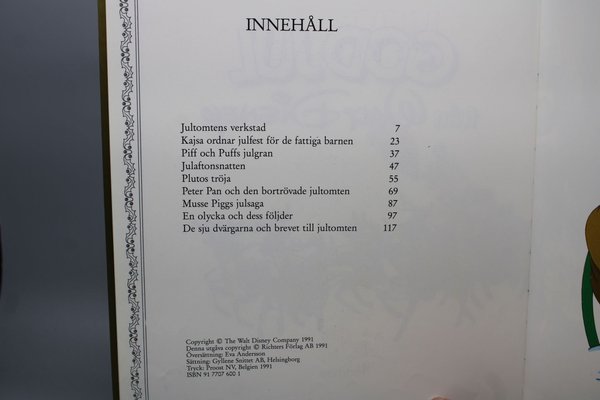 INNEHÅLL
Jultomtens verkstad 7
Kajsa ordnar julfest för de fattiga barnen 23
Piff och Puffs julgran 37
Julaftonsnatten 47
Plutos tröja 55
Peter Pan och den bortrövade jultomten 69
Musse Piggs julsaga 87
En olycka och dess följder 97
De sju dvärgarna och brevet till jultomten 117
Copyright © The Walt Disney Company 1991
Denna utgåva copyright © Richters Förlag AB 1991
Översättning: Eva Andersson
Sättning: Gyllene Snittet AB, Helsingborg
Tryck: Proost NV, Belgien 1991
ISBN 91 7707 600 1